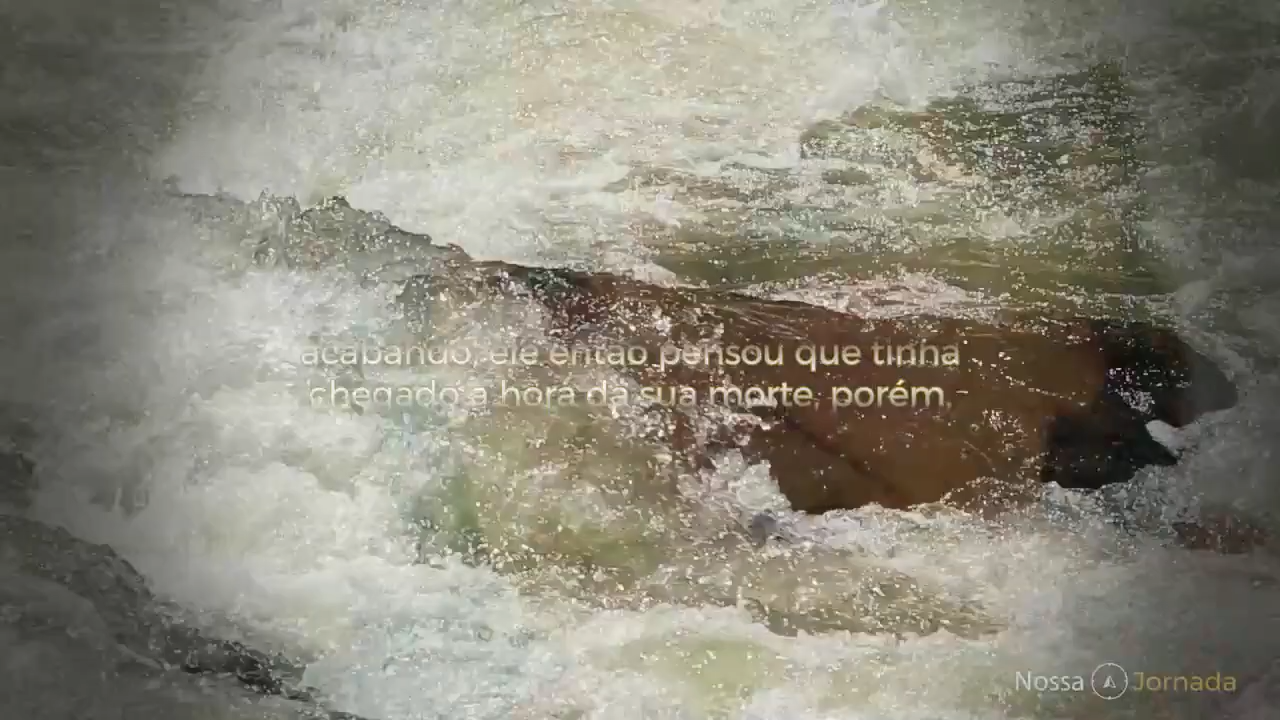 acabando, ele então pensou que tinha
chegado a hora da sua morte, porém,
Nossa Jornada